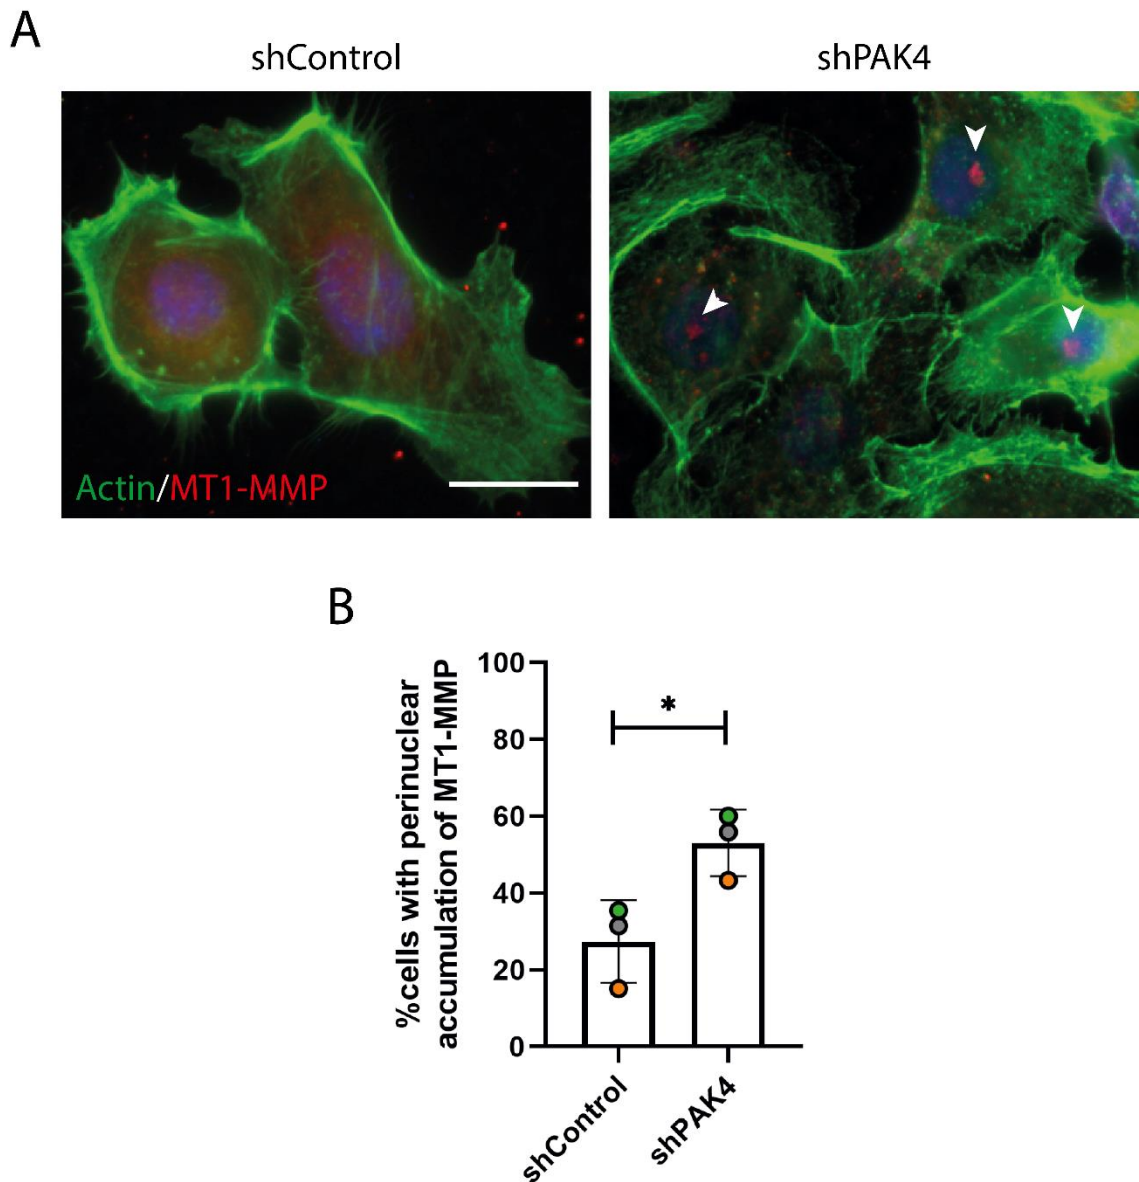 A
shControl
shPAK4
Actin/MT1-MMP
B
%cells with perinuclear
accumulation of MT1-MMP
100
80
60
40
20
0
*
shControl
shPAK4